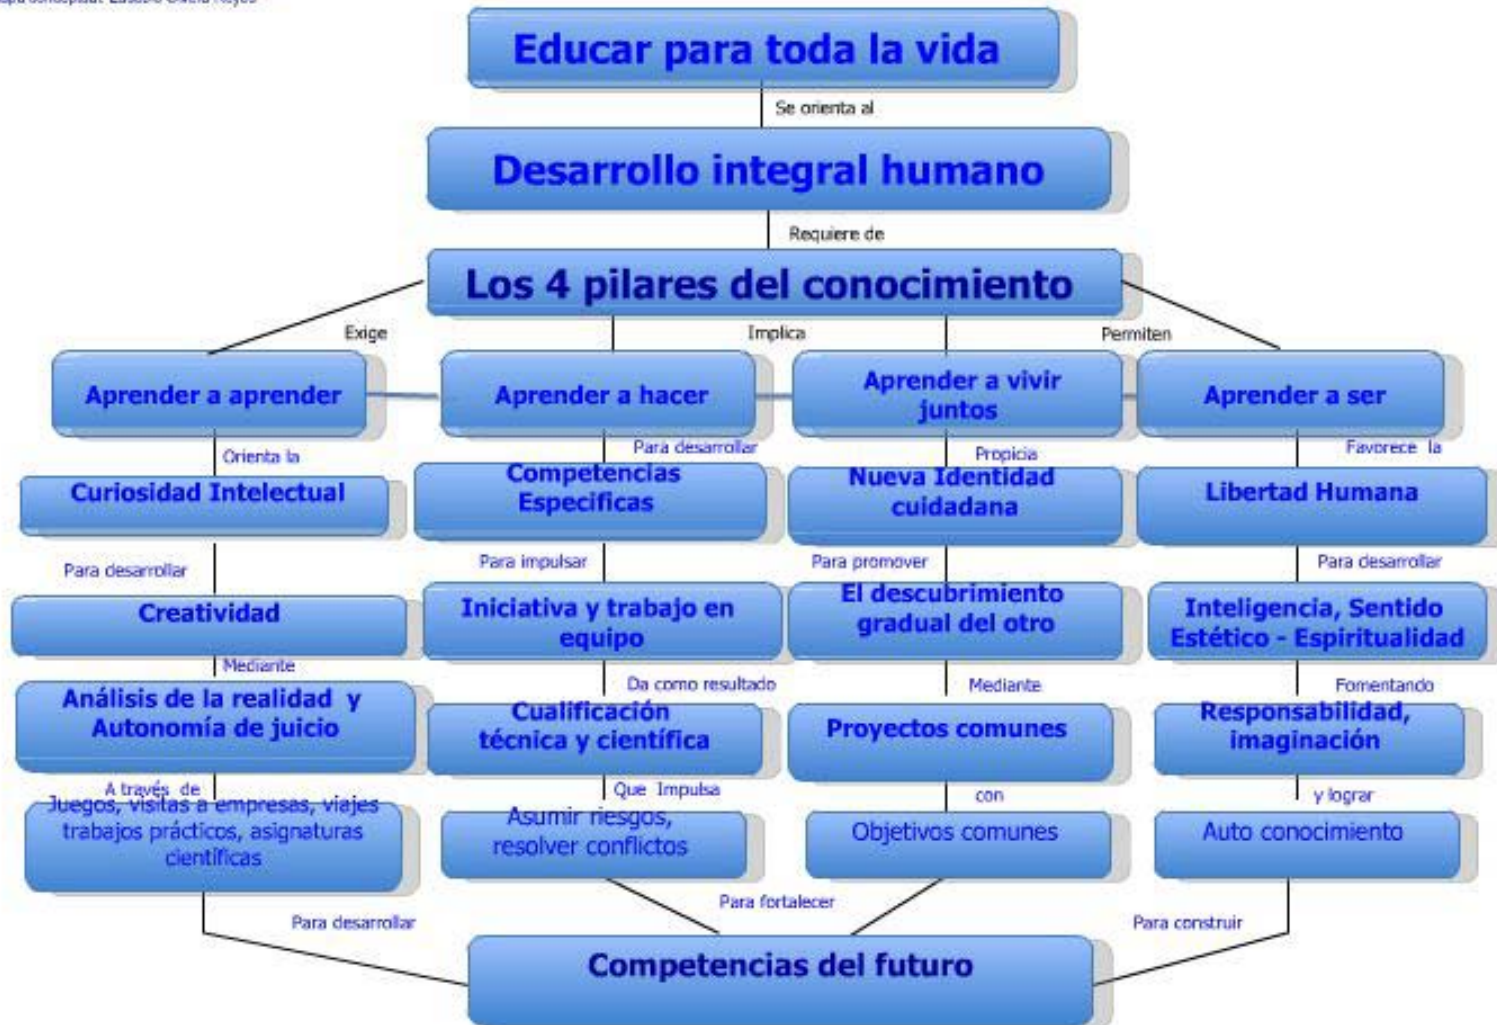 Educar para toda la vida
Se orienta al
Desarrollo integral humano
Requiere de
Los 4 pilares del conocimiento
Exige
Implica
Permiten
Aprender a aprender
Aprender a hacer
Aprender a vivir
juntos
Aprender a ser
Orienta la
Para desarrollar
Propicia
Favorece la
Curiosidad Intelectual
Competencias
Especificas
Nueva Identidad
cuidadana
Libertad Humana
Para desarrollar
Para impulsar
Para promover
Para desarrollar
Creatividad
Iniciativa y trabajo en
equipo
El descubrimiento
gradual del otro
Inteligencia, Sentido
Estético - Espiritualidad
Mediante
Da como resultado
Mediante
Fomentando
Análisis de la realidad y
Autonomía de juicio
Cualificación
técnica y científica
Proyectos comunes
Responsabilidad,
imaginación
A través de
Que Impulsa
con
y lograr
Juegos, visitas a empresas, viajes
trabajos prácticos, asignaturas
científicas
Asumir riesgos,
resolver conflictos
Objetivos comunes
Auto conocimiento
Para desarrollar
Para fortalecer
Para construir
Competencias del futuro